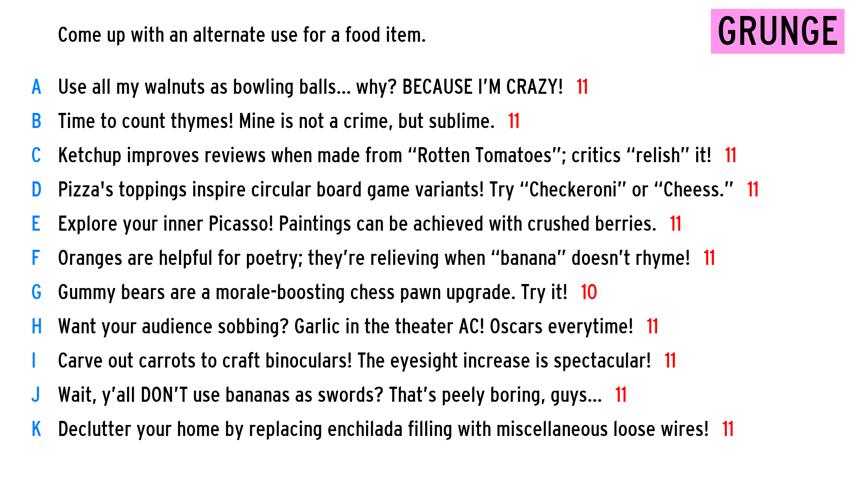 Come up with an alternate use for a food item.
GRUNGE
A Use all my walnuts as bowling balls... why? BECAUSE I'M CRAZY! 11
B Time to count thymes! Mine is not a crime, but sublime. 11
C Ketchup improves reviews when made from “Rotten Tomatoes”; critics “relish” it! 11
D Pizza's toppings inspire circular board game variants! Try “Checkeroni” or “Cheess.” 11
E Explore your inner Picasso! Paintings can be achieved with crushed berries. 11
F Oranges are helpful for poetry; they’re relieving when “banana” doesn’t rhyme! 11
G Gummy bears are a morale-boosting chess pawn upgrade. Try it! 10
H Want your audience sobbing? Garlic in the theater AC! Oscars everytime! 11
I Carve out carrots to craft binoculars! The eyesight increase is spectacular! 11
J Wait, y’all DON’T use bananas as swords? That’s peely boring, guys... 11
K Declutter your home by replacing enchilada filling with miscellaneous loose wires! 11